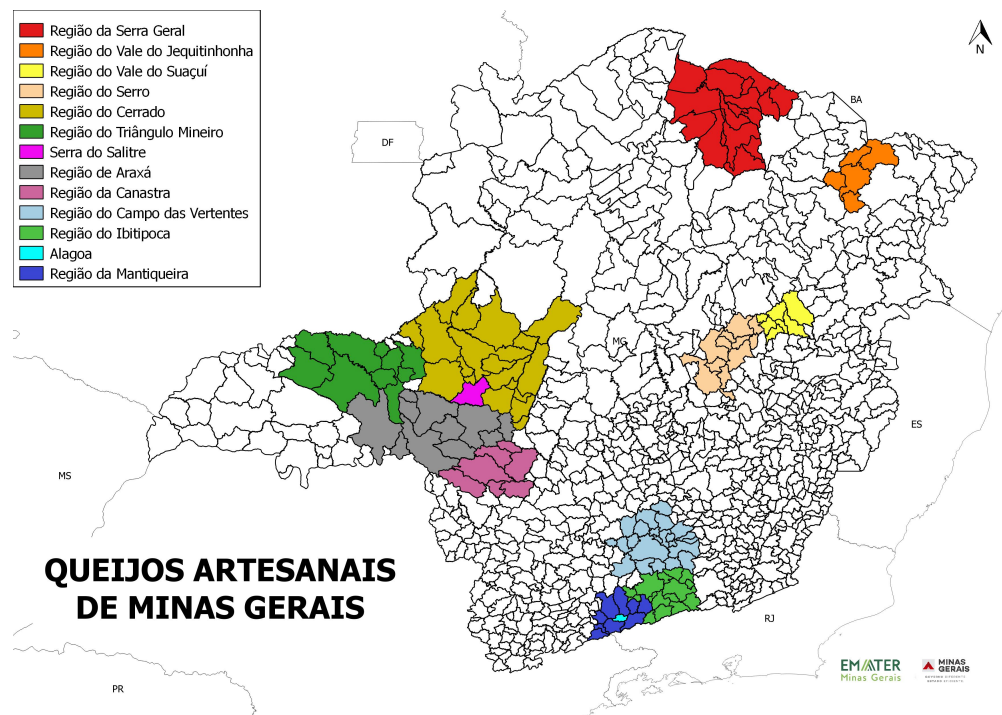 Região da Serra Geral
Região do Vale do Jequitinhonha
Região do Vale do Suaçuí
Região do Serro
Região do Cerrado
Região do Triângulo Mineiro
Serra do Salitre
Região de Araxá
Região da Canastra
Região do Campo das Vertentes
Região do Ibitipoca
Alagoa
Região da Mantiqueira
N
BA
DF
MG
ES
MS
QUEIJOS ARTESANAIS
DE MINAS GERAIS
RJ
PR
EMATER
Minas Gerais
MINAS
GERAIS